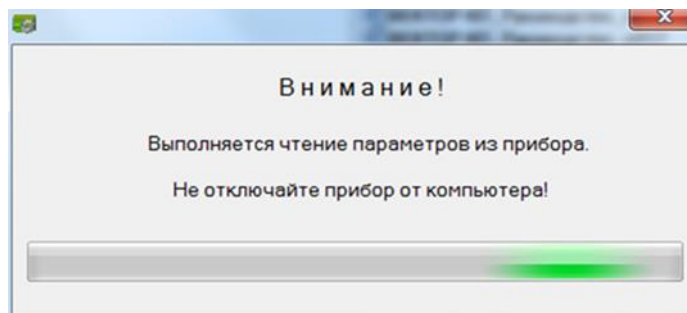 Внимание!
Выполняется чтение параметров из прибора.
Не отключайте прибор от компьютера!